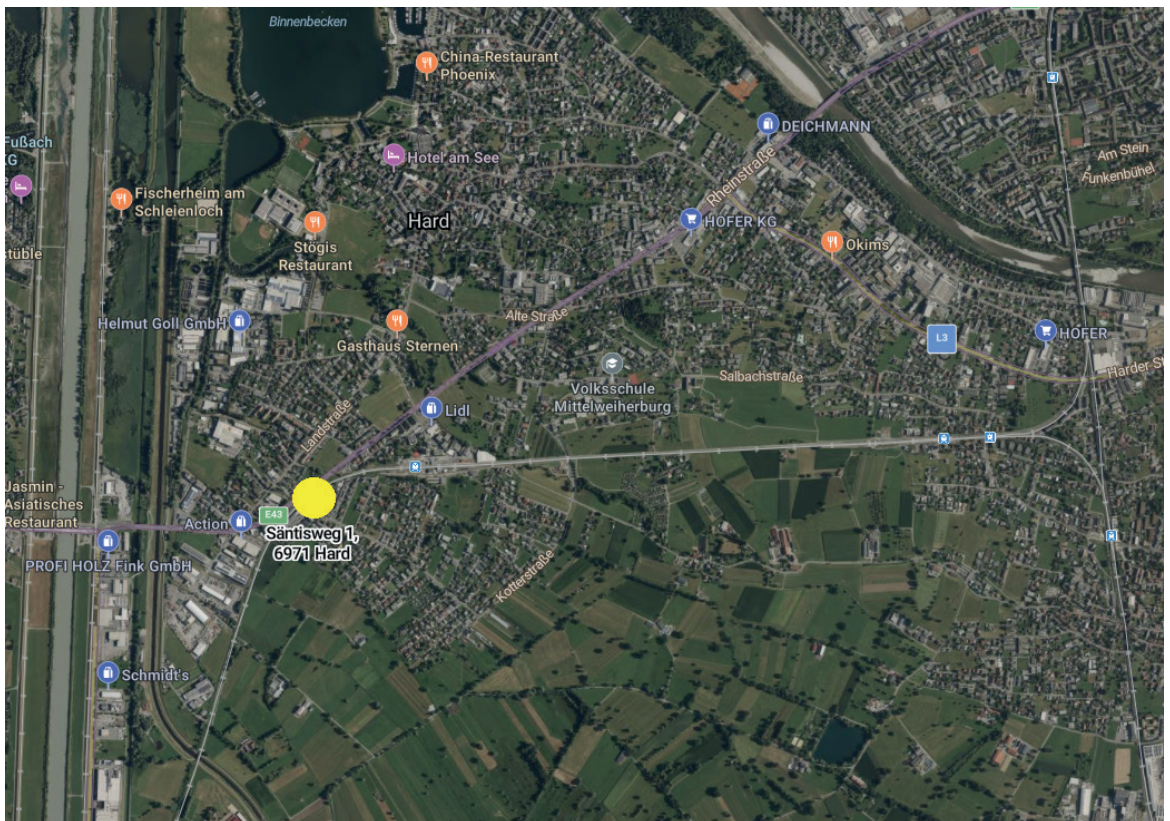 Binnenbecken
China-Restaurant
Phoenix
DEICHMANN
Fußach
KG
Hotel am See
Rheinstraße
Am Stein
Funkenbühel
Fischerheim am
Schleienloch
Hard
HOFER KG
stüble
Stögis
Restaurant
Okims
Helmut Goll GmbH
Alte Straße
L3
HOFER
Gasthaus Sternen
Harder St
Volksschule
Mittelweiherburg
Salbachstraße
Landstraße
Lidl
Jasmin -
Asiatisches
Restaurant
Action
E43
Säntisweg 1,
6971 Hard
PROFI HOLZ Fink GmbH
Kotterstraße
Schmidt's